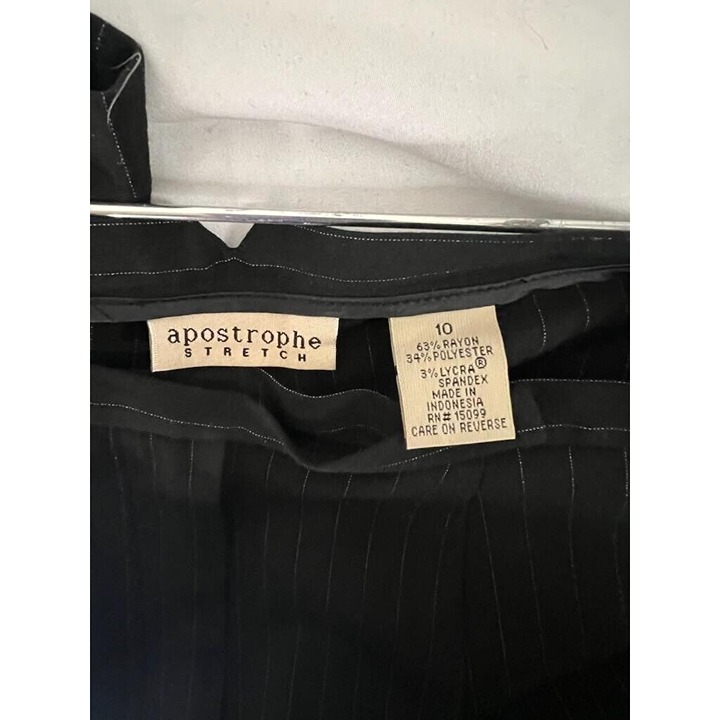 apostrophe
STRETCH
10
63% RAYON
34% POLYESTER
3% LYCRA®
SPANDEX
MADE IN
INDONESIA
RN# 15099
CARE ON REVERSE